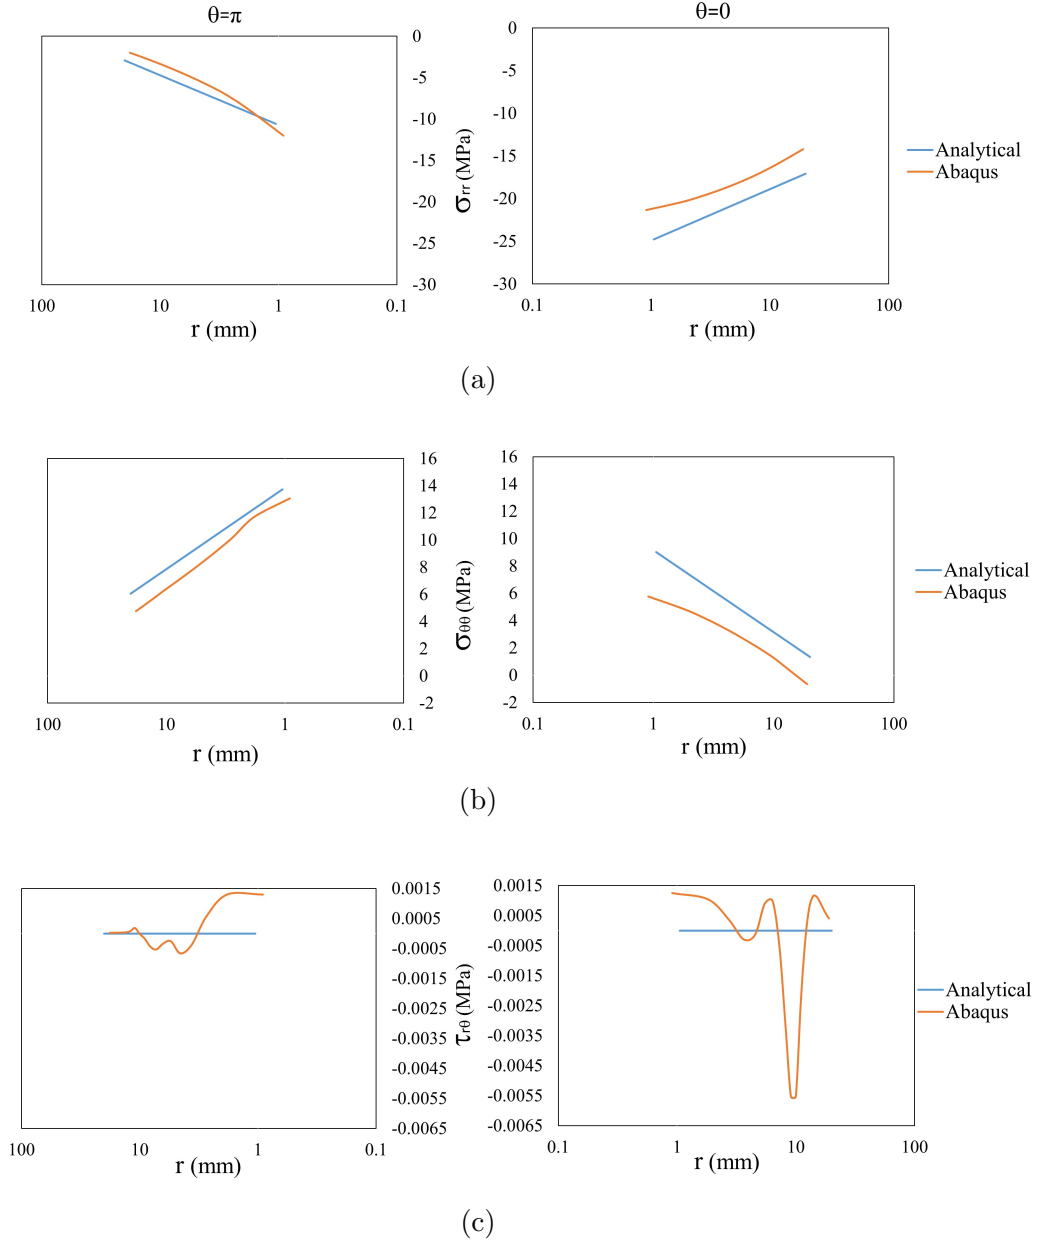 θ=π
θ=0
0
-5
-10
-15
-20
-25
-30
100 10 1 0.1
r (mm)
σrr (MPa)
0
-5
-10
-15
-20
-25
-30
0.1 1 10 100
r (mm)
Analytical
Abaqus
(a)
16
14
12
10
8
6
4
2
0
-2
100 10 1 0.1
r (mm)
σθθ (MPa)
16
14
12
10
8
6
4
2
0
-2
0.1 1 10 100
r (mm)
Analytical
Abaqus
(b)
0.0015
0.0005
-0.0005
-0.0015
-0.0025
-0.0035
-0.0045
-0.0055
-0.0065
100 10 1 0.1
r (mm)
τrθ (MPa)
0.0015
0.0005
-0.0005
-0.0015
-0.0025
-0.0035
-0.0045
-0.0055
-0.0065
0.1 1 10 100
r (mm)
Analytical
Abaqus
(c)